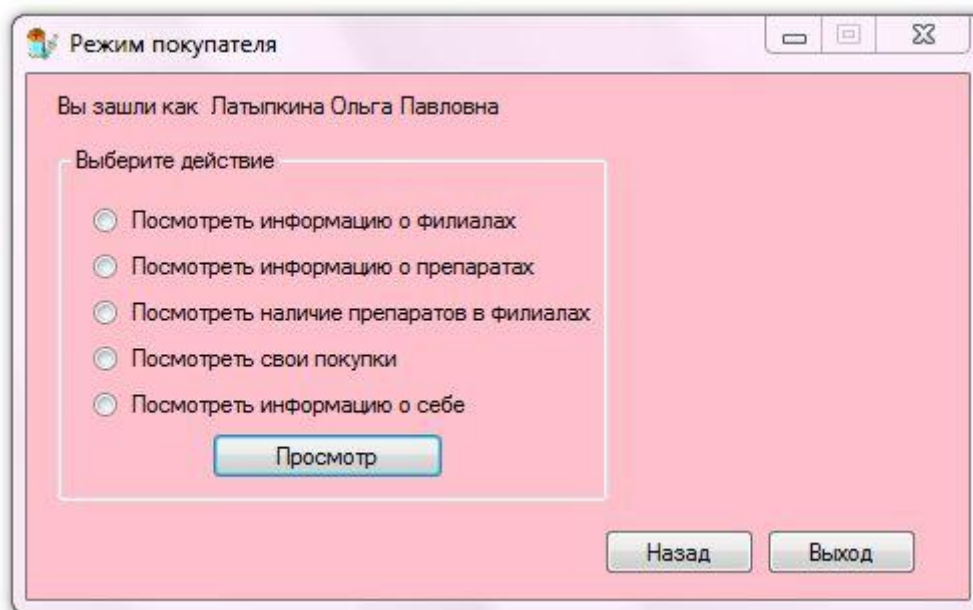 Режим покупателя
Вы зашли как Латыпкина Ольга Павловна
Выберите действие
Посмотреть информацию о филиалах
Посмотреть информацию о препаратах
Посмотреть наличие препаратов в филиалах
Посмотреть свои покупки
Посмотреть информацию о себе
Просмотр
Назад Выход